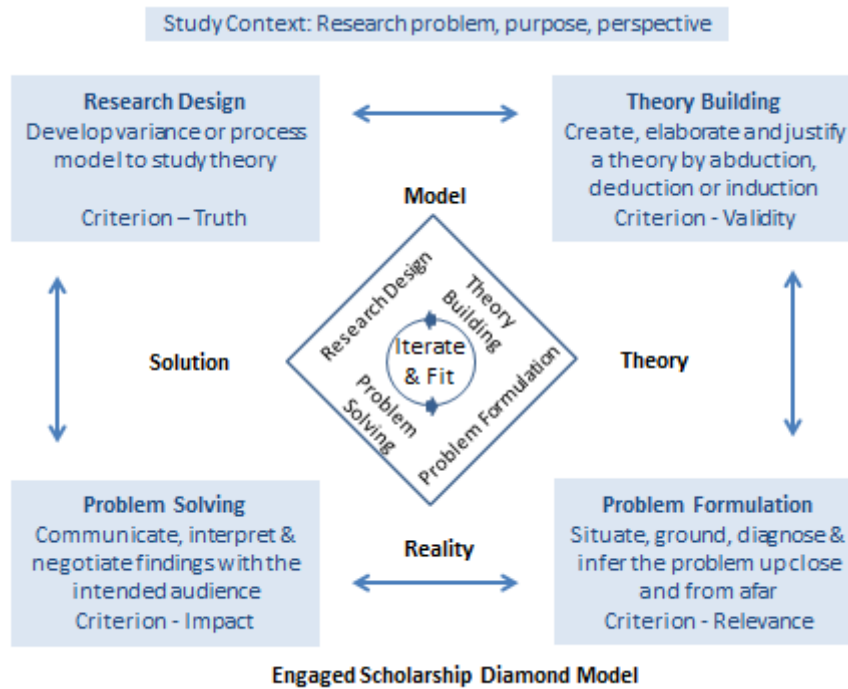 Study Context: Research problem, purpose, perspective
Research Design
Develop variance or process
model to study theory
Criterion – Truth
Theory Building
Create, elaborate and justify
a theory by abduction,
deduction or induction
Criterion - Validity
Model
Research Design
Theory
Building
Iterate
& Fit
Problem
Solving
Problem Formulation
Solution
Theory
Problem Solving
Communicate, interpret &
negotiate findings with the
intended audience
Criterion - Impact
Reality
Problem Formulation
Situate, ground, diagnose &
infer the problem up close
and from afar
Criterion - Relevance
Engaged Scholarship Diamond Model